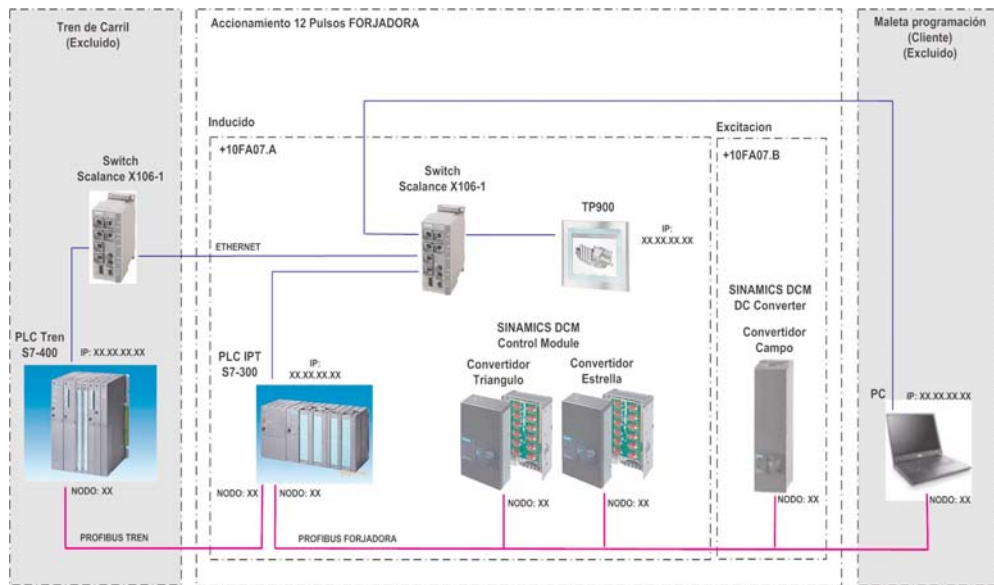 Tren de Carril
(Excluido)
Accionamiento 12 Pulsos FORJADORA
Maleta programación
(Cliente)
(Excluido)
Inducido
Excitacion
+10FA07.A
+10FA07.B
Switch
Scalance X106-1
Switch
Scalance X106-1
TP900
IP:
XX.XX.XX.XX
ETHERNET
SINAMICS DCM
DC Converter
Convertidor
Campo
PLC Tren
S7-400
IP: XX.XX.XX.XX
PLC IPT
S7-300
IP:
XX.XX.XX.XX
SINAMICS DCM
Control Module
Convertidor
Triangulo
Convertidor
Estrella
PC
IP: XX.XX.XX.XX
NODO: XX
NODO: XX
NODO: XX
NODO: XX
NODO: XX
NODO: XX
NODO: XX
PROFIBUS TREN
PROFIBUS FORJADORA